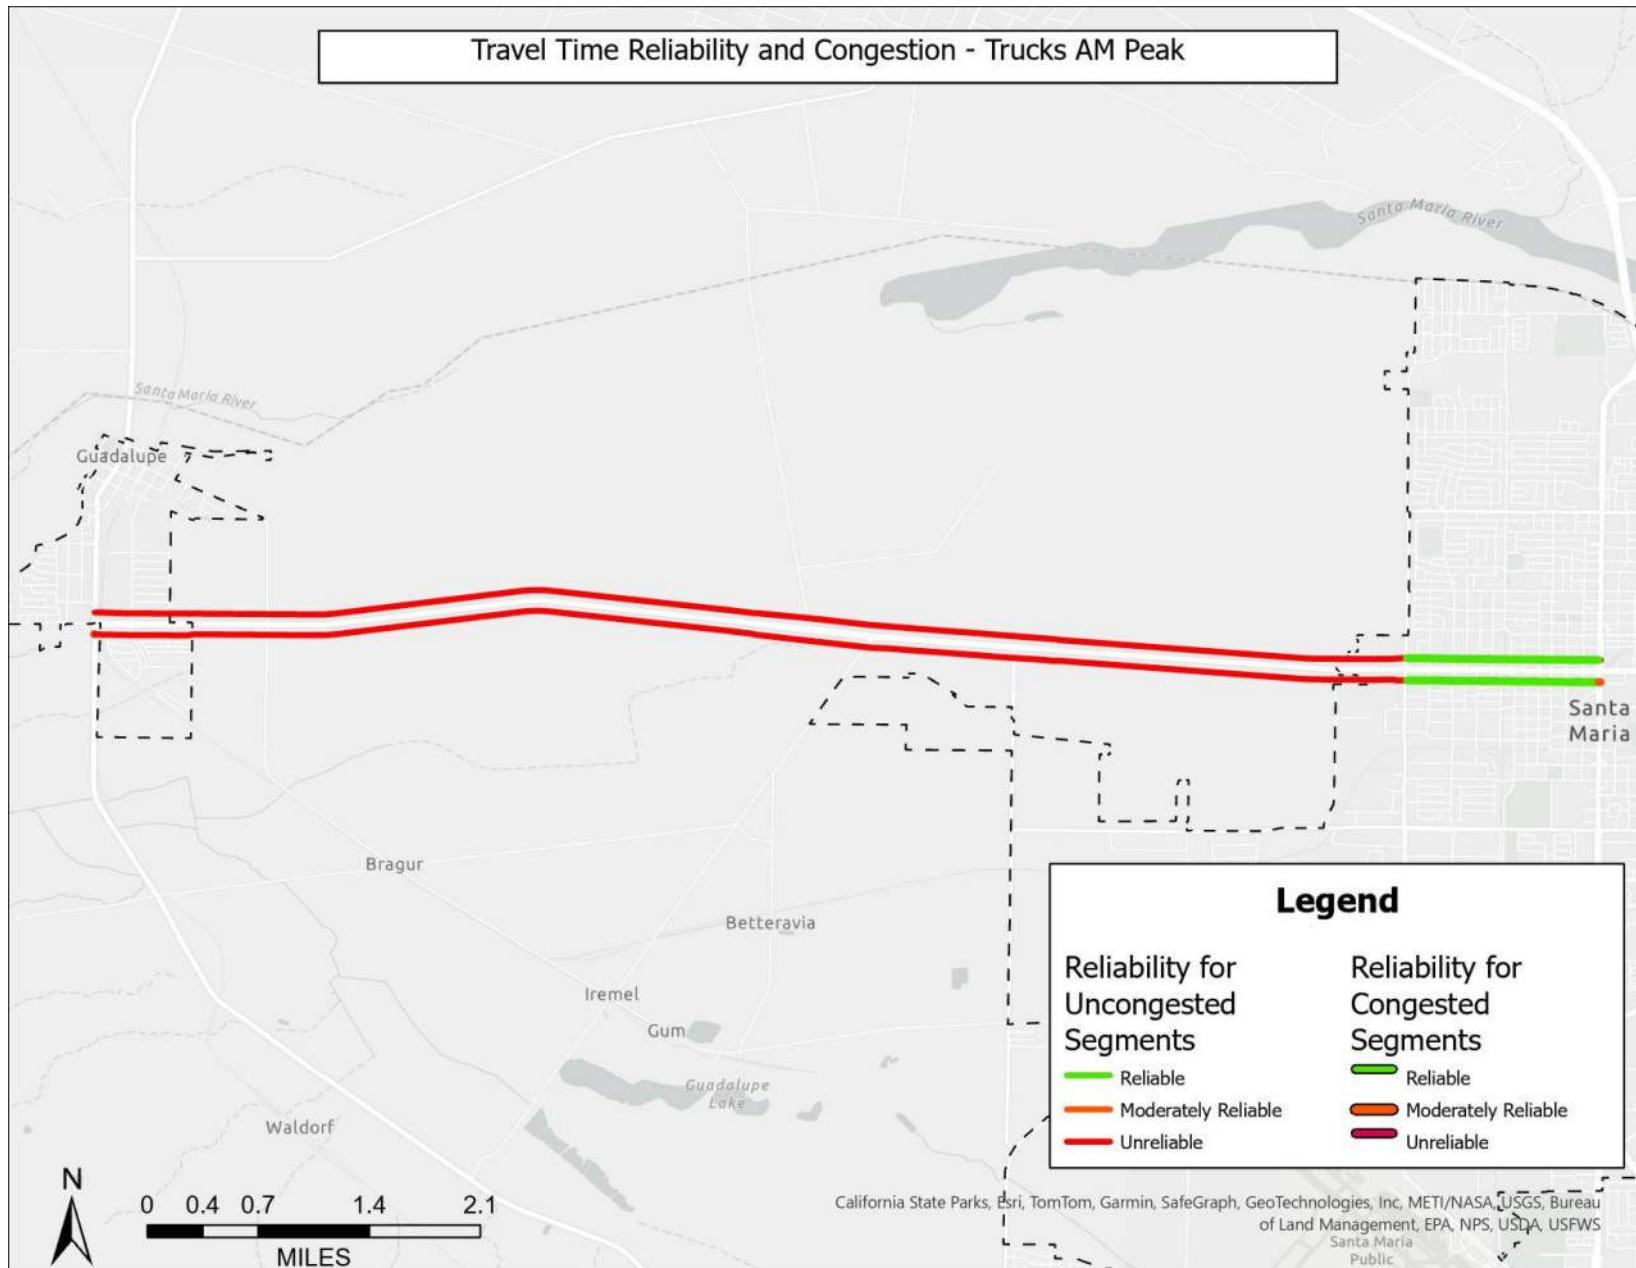 Travel Time Reliability and Congestion - Trucks AM Peak
Santa Maria River
Santa Maria River
Guadalupe
Santa
Maria
Bragur
Betteravia
Iremel
Gum
Guadalupe
Lake
Waldorf
Legend
Reliability for
Uncongested
Segments
Reliable
Moderately Reliable
Unreliable
Reliability for
Congested
Segments
Reliable
Moderately Reliable
Unreliable
N
0 0.4 0.7 1.4 2.1
MILES
California State Parks, Esri, TomTom, Garmin, SafeGraph, GeoTechnologies, Inc, METI/NASA, USGS, Bureau
of Land Management, EPA, NPS, USDA, USFWS
Santa Maria
Public